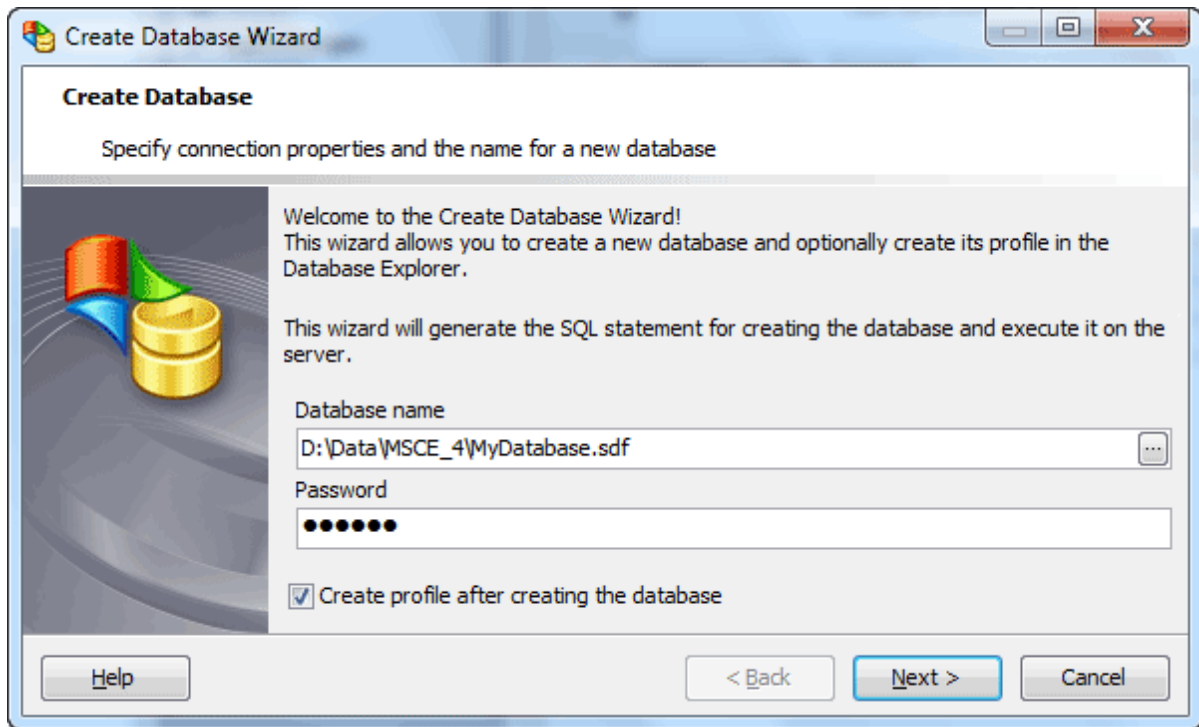 Create Database Wizard
Create Database
Specify connection properties and the name for a new database
Welcome to the Create Database Wizard!
This wizard allows you to create a new database and optionally create its profile in the
Database Explorer.
This wizard will generate the SQL statement for creating the database and execute it on the
server.
Database name
D:\Data\MSCE_4\MyDatabase.sdf
...
Password
●●●●●●
Create profile after creating the database
Help
< Back
Next >
Cancel